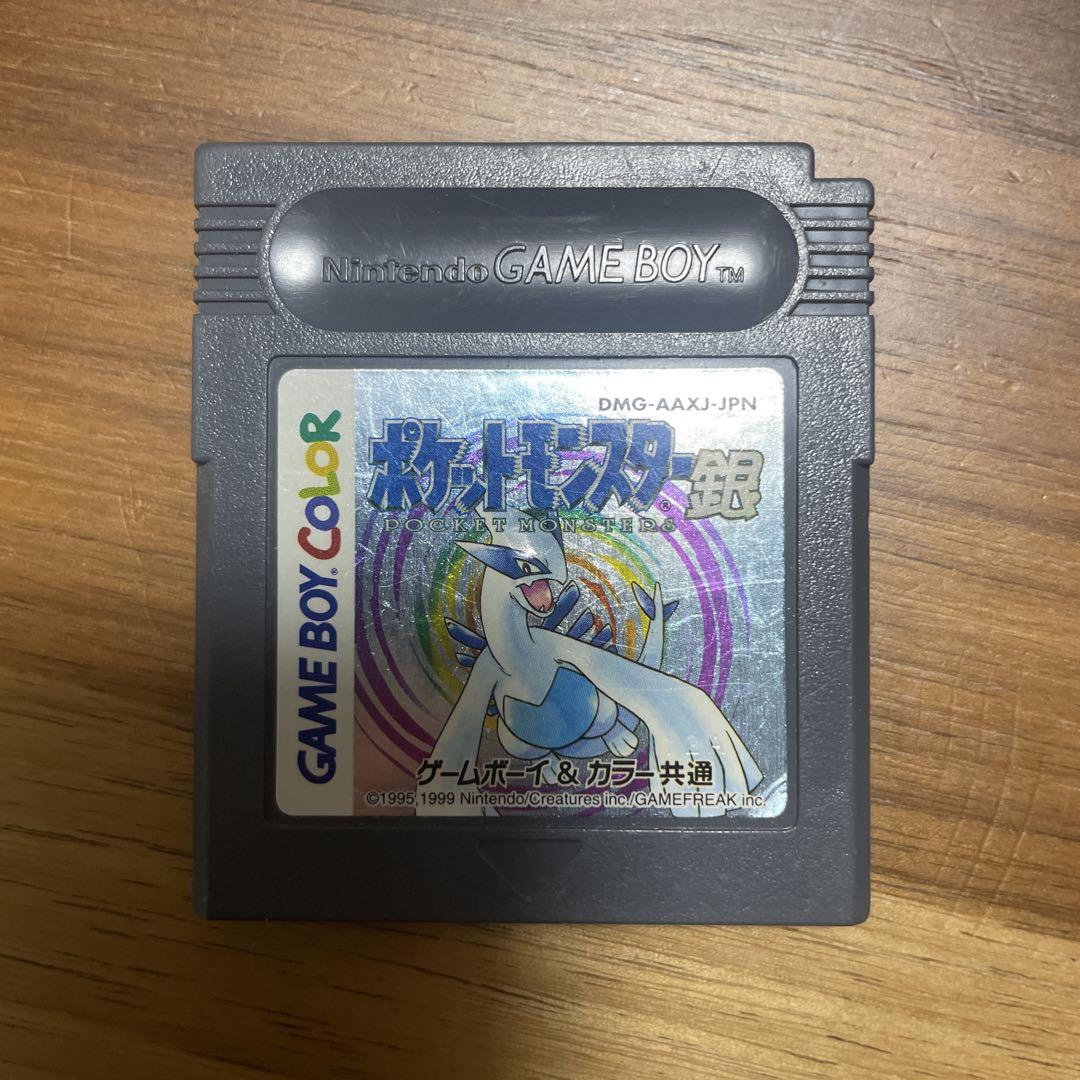 Nintendo GAME BOY™
DMG-AAXJ-JPN
ポケットモンスター銀
POCKET MONSTERS®
GAME BOY® COLOR
ゲームボーイ & カラー共通
©1995,1999 Nintendo/Creatures inc./GAMEFREAK inc.